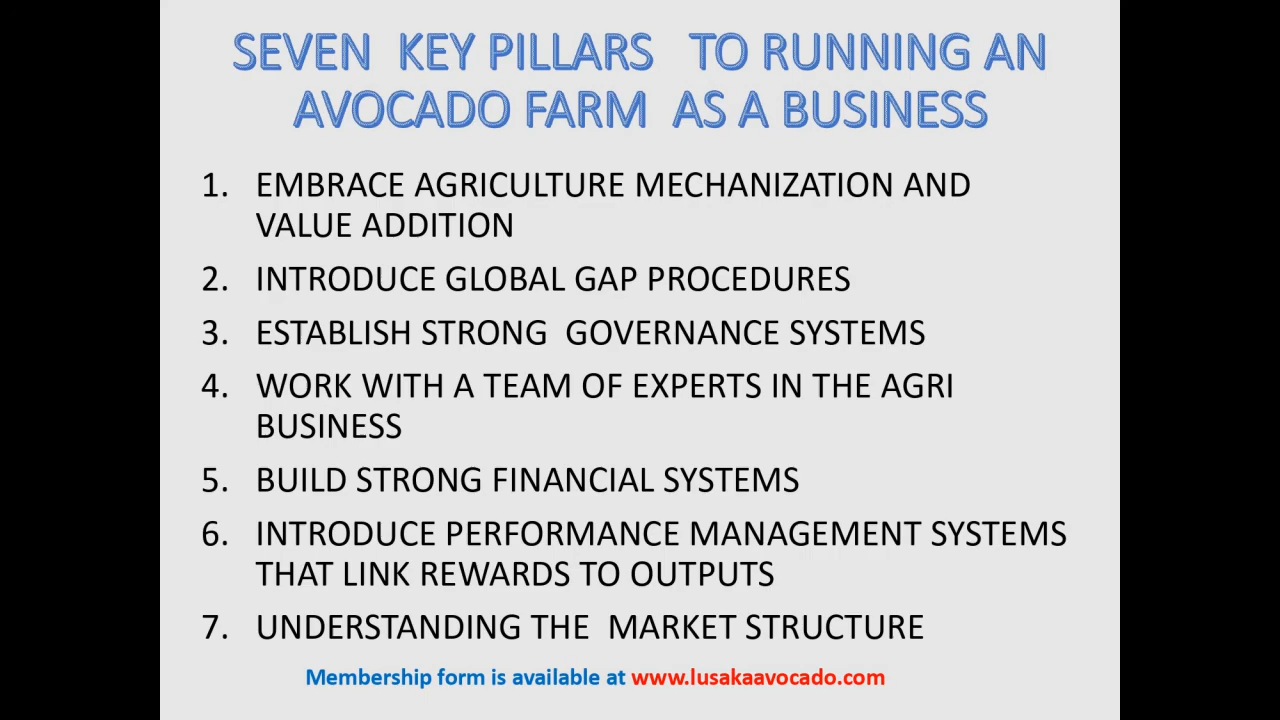 SEVEN KEY PILLARS TO RUNNING AN
AVOCADO FARM AS A BUSINESS
1. EMBRACE AGRICULTURE MECHANIZATION AND
VALUE ADDITION
2. INTRODUCE GLOBAL GAP PROCEDURES
3. ESTABLISH STRONG GOVERNANCE SYSTEMS
4. WORK WITH A TEAM OF EXPERTS IN THE AGRI
BUSINESS
5. BUILD STRONG FINANCIAL SYSTEMS
6. INTRODUCE PERFORMANCE MANAGEMENT SYSTEMS
THAT LINK REWARDS TO OUTPUTS
7. UNDERSTANDING THE MARKET STRUCTURE
Membership form is available at www.lusakaavocado.com